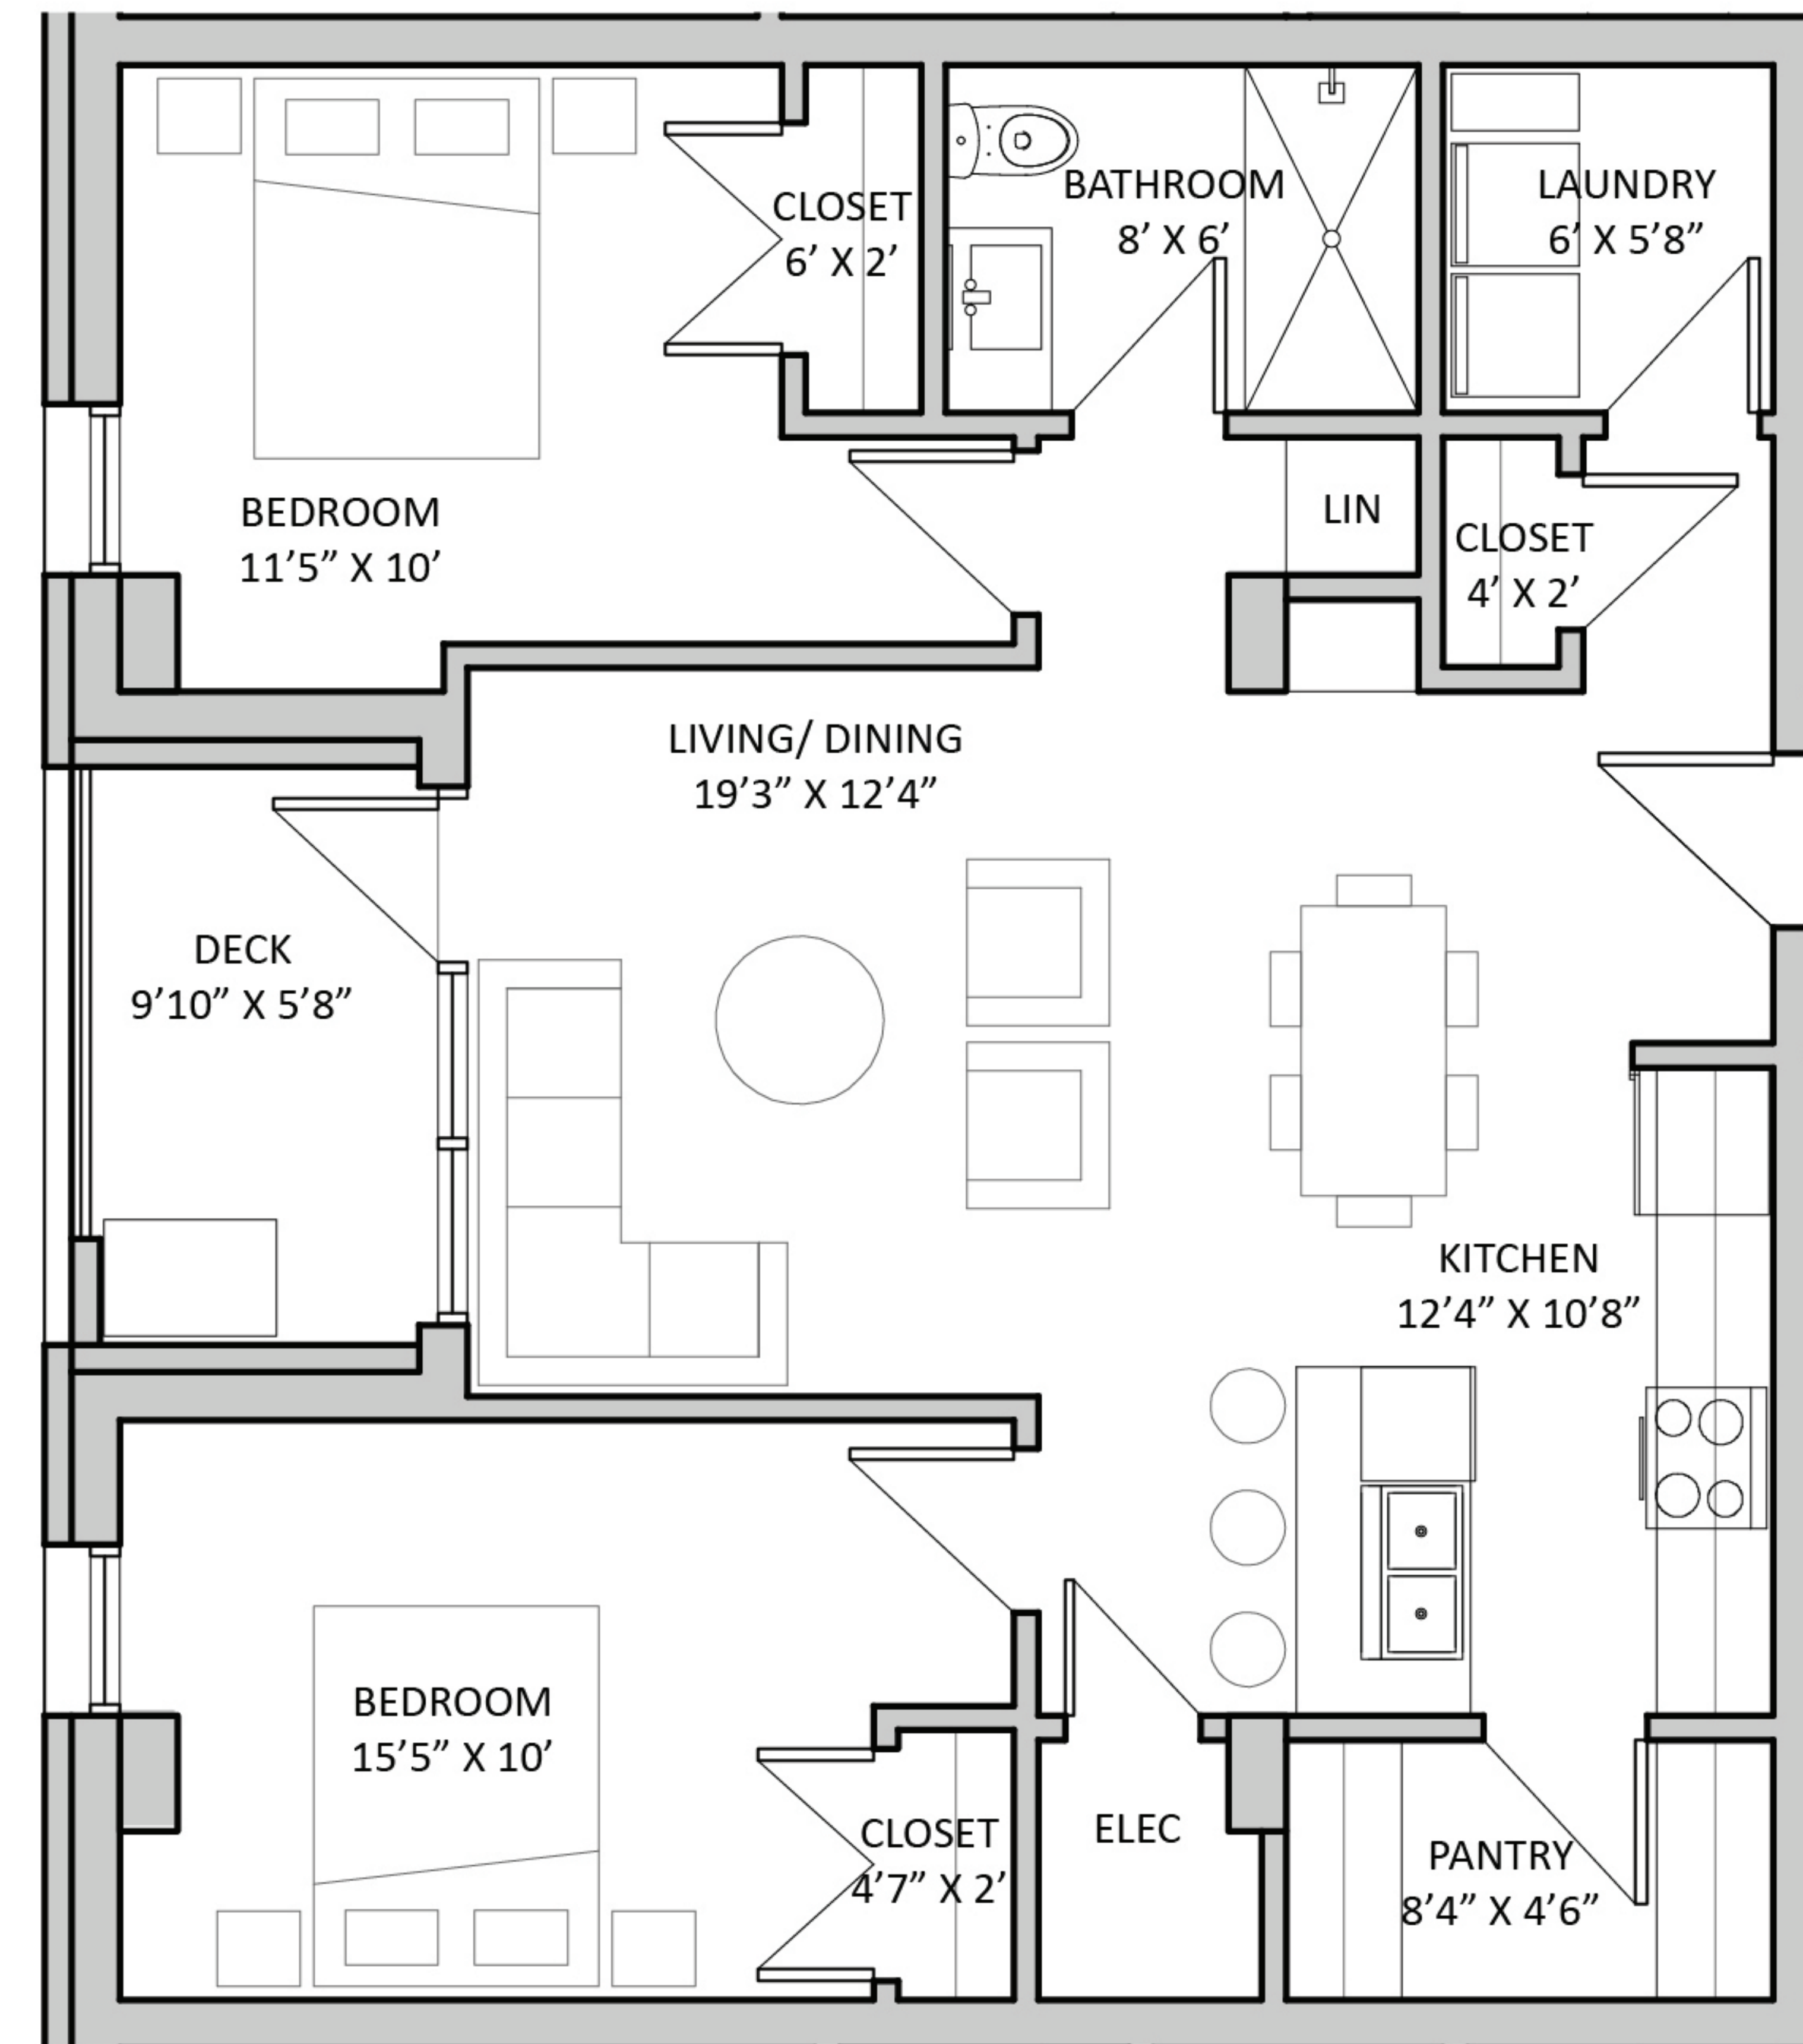 CLOSET
6’ X 2’
BATHROOM
8’ X 6’
LAUNDRY
6’ X 5’8”
BEDROOM
11’5” X 10’
LIN
CLOSET
4’ X 2’
LIVING/ DINING
19’3” X 12’4”
DECK
9’10” X 5’8”
KITCHEN
12’4” X 10’8”
BEDROOM
15’5” X 10’
CLOSET
4’7” X 2’
ELEC
PANTRY
8’4” X 4’6”